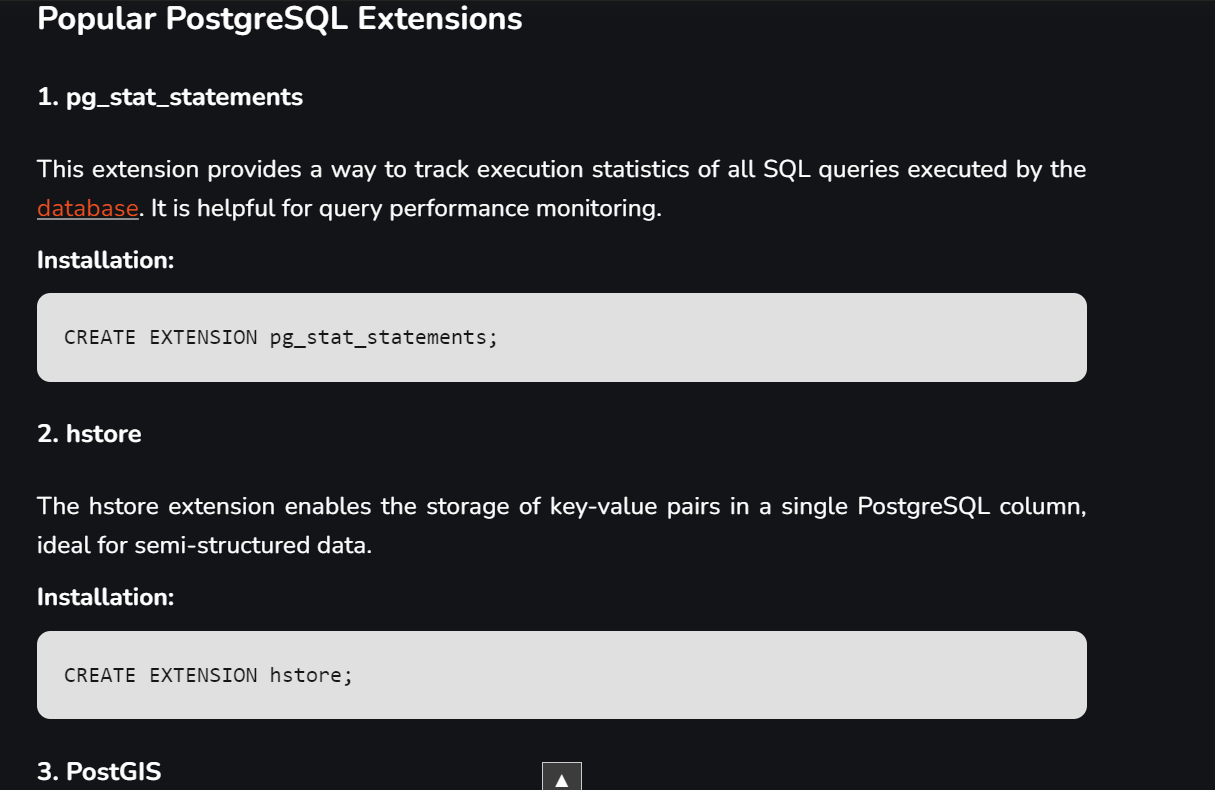 Popular PostgreSQL Extensions
1. pg_stat_statements
This extension provides a way to track execution statistics of all SQL queries executed by the
database. It is helpful for query performance monitoring.
Installation:
CREATE EXTENSION pg_stat_statements;
2. hstore
The hstore extension enables the storage of key-value pairs in a single PostgreSQL column,
ideal for semi-structured data.
Installation:
CREATE EXTENSION hstore;
3. PostGIS